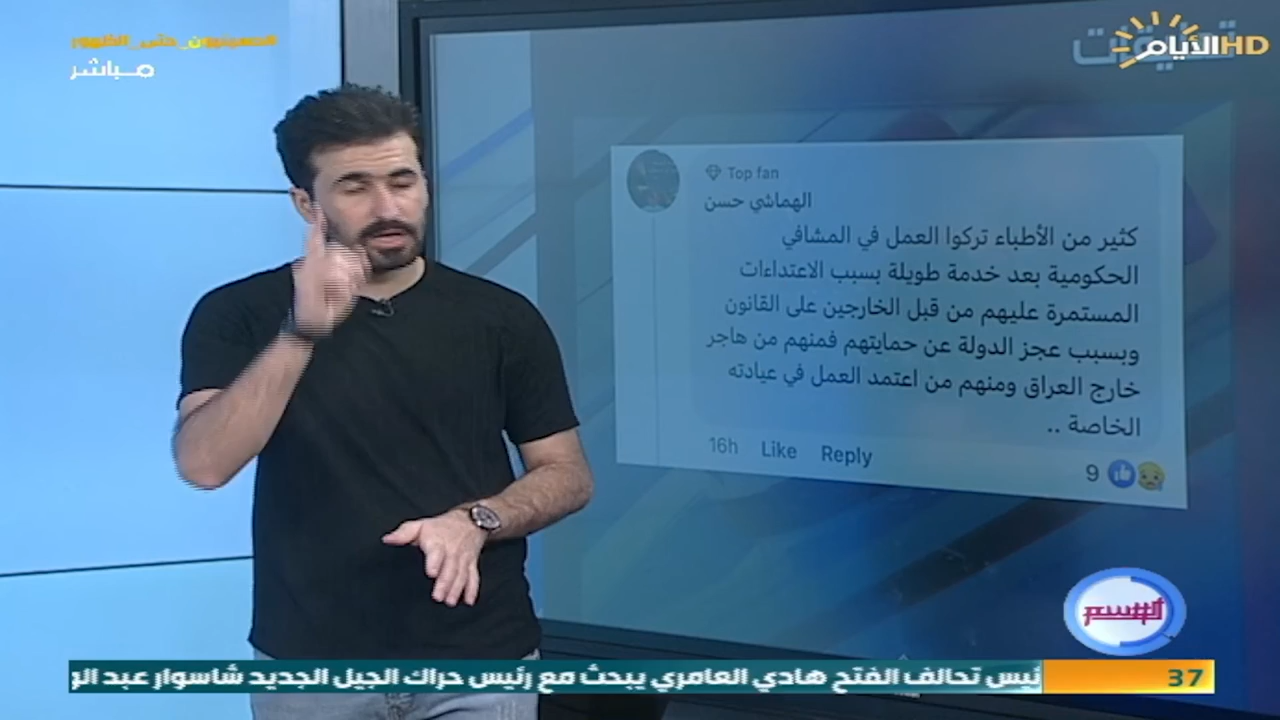 الحسينيون_حتى_الظهور
مباشر
تعليقات
الأيام HD
Top fan
الهماشي حسن
كثير من الأطباء تركوا العمل في المشافي
الحكومية بعد خدمة طويلة بسبب الاعتداءات
المستمرة عليهم من قبل الخارجين على القانون
وبسبب عجز الدولة عن حمايتهم فمنهم من هاجر
خارج العراق ومنهم من اعتمد العمل في عيادته
الخاصة ..
16h Like Reply
9
37
ئيس تحالف الفتح هادي العامري يبحث مع رئيس حراك الجيل الجديد شاسوار عبد الو